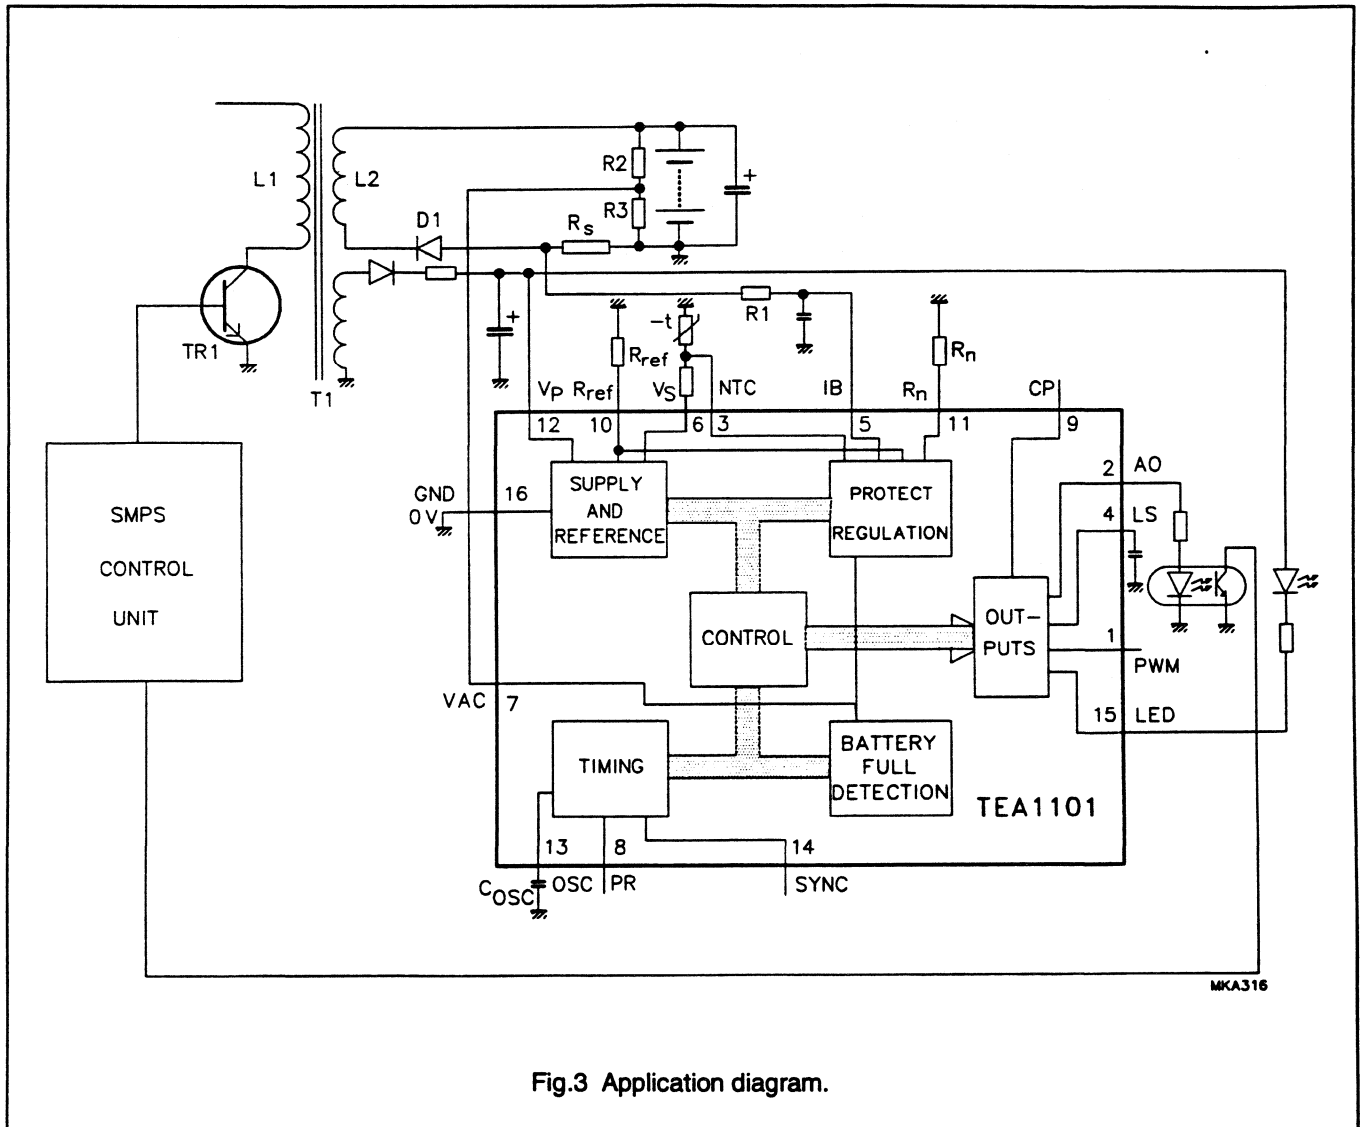 L1
L2
R2
R3
D1
Rs
TR1
T1
R1
-t
Rref
Rn
VP
Rref
VS
NTC
IB
Rn
CP
12
10
6
3
5
11
9
GND
0V
16
SUPPLY
AND
REFERENCE
PROTECT
REGULATION
2
AO
4
LS
SMPS
CONTROL
UNIT
CONTROL
OUT-
PUTS
1
PWM
VAC
7
15
LED
TIMING
BATTERY
FULL
DETECTION
TEA1101
13
8
14
COSC
OSC
PR
SYNC
MKA316
Fig.3 Application diagram.